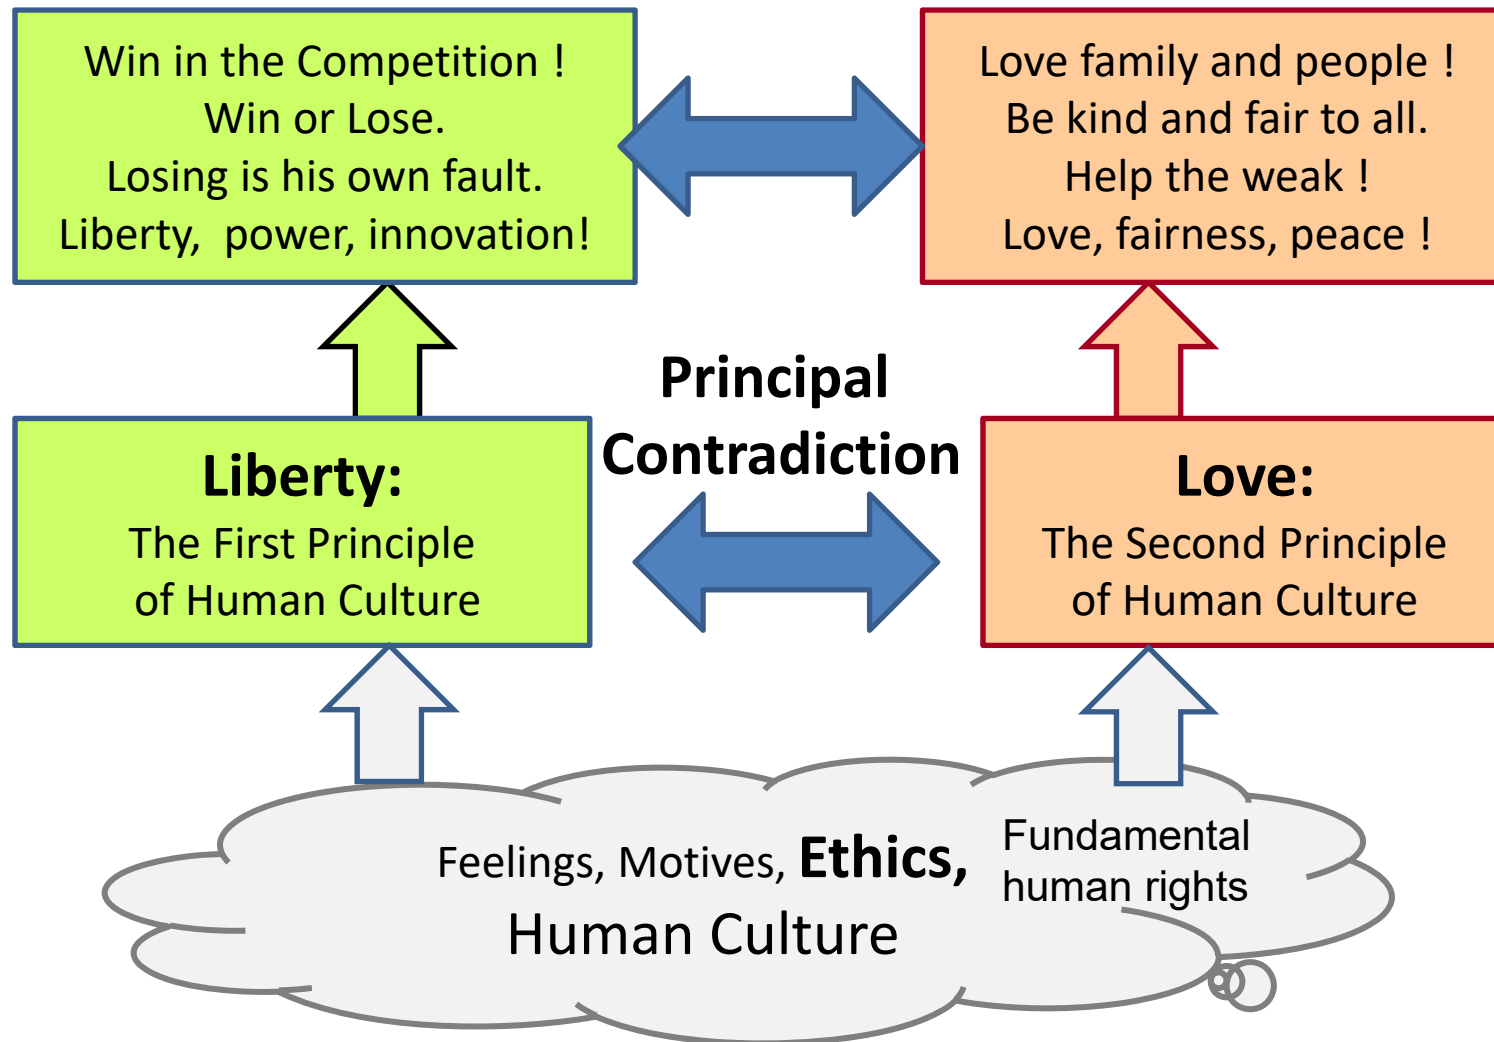 Win in the Competition !
Win or Lose.
Losing is his own fault.
Liberty,  power, innovation!
Love family and people !
Be kind and fair to all.
Help the weak !
Love, fairness, peace !
Principal
Contradiction
Liberty:
The First Principle
of Human Culture
Love:
The Second Principle
of Human Culture
Feelings, Motives, Ethics,
Human Culture
Fundamental
human rights